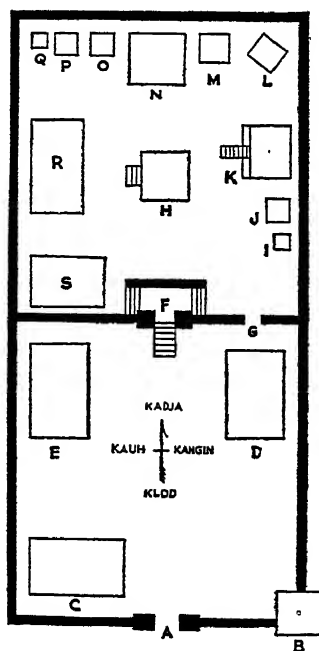 Q P O N M L
R H K
J
I
S F
G
E D
KADJA
KAUH KANGIN
KLOD
C A B